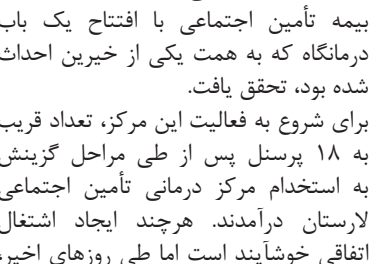 بیمه تأمین اجتماعی با افتتاح یک باب
درمانگاه که به همت یکی از خیرین احداث
شده بود، تحقق یافت.
برای شروع به فعالیت این مرکز، تعداد قریب
به ۱۸ پرسنل پس از طی مراحل گزینش
به استخدام مرکز درمانی تأمین اجتماعی
لارستان درآمدند. هرچند ایجاد اشتغال
اتفاقی خوشآیند است اما طی روزهای اخیر،